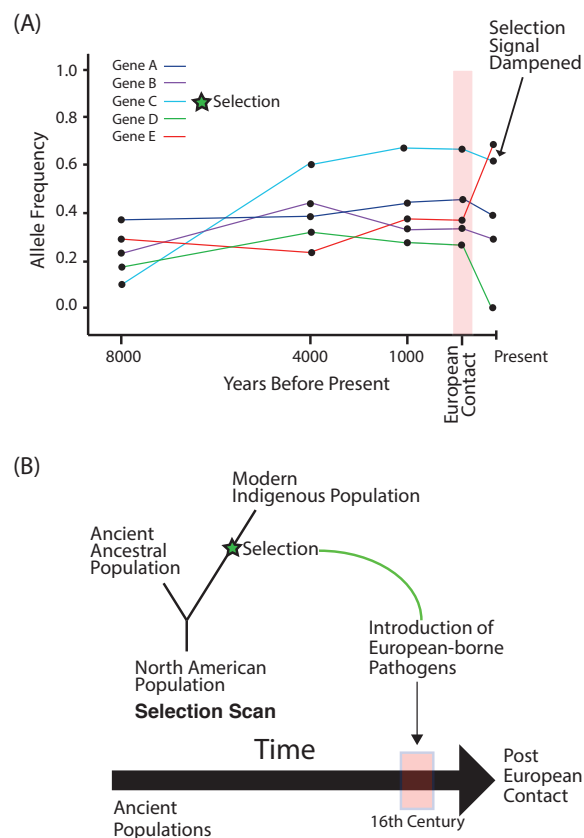 (A)
Selection
Signal
Dampened
1.0
0.8
0.6
0.4
0.2
0.0
Allele Frequency
Gene A
Gene B
Gene C
Gene D
Gene E
Selection
8000
4000
1000
European
Contact
Present
Years Before Present
(B)
Modern
Indigenous Population
Ancient
Ancestral
Population
Selection
Introduction of
European-borne
Pathogens
North American
Population
Selection Scan
Time
Post
European
Contact
16th Century
Ancient
Populations